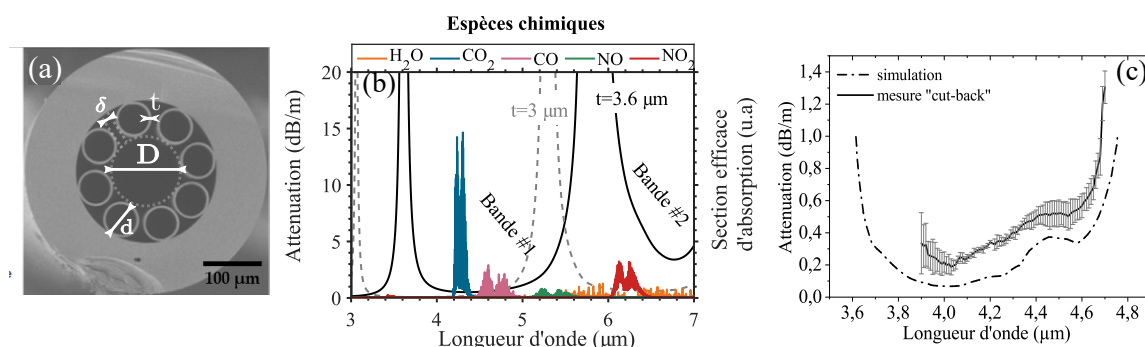 Espèces chimiques
H₂O CO₂ CO NO NO₂
(a)
δ
t
D
d
100 µm
(b)
Attenuation (dB/m)
20
15
10
5
0
t=3 µm
t=3.6 µm
Bande #1
Bande #2
3 4 5 6 7
Longueur d'onde (µm)
Section efficace
d'absorption (u.a)
(c)
simulation
mesure "cut-back"
Attenuation (dB/m)
1,4
1,2
1,0
0,8
0,6
0,4
0,2
0,0
3,6 3,8 4,0 4,2 4,4 4,6 4,8
Longueur d'onde (µm)